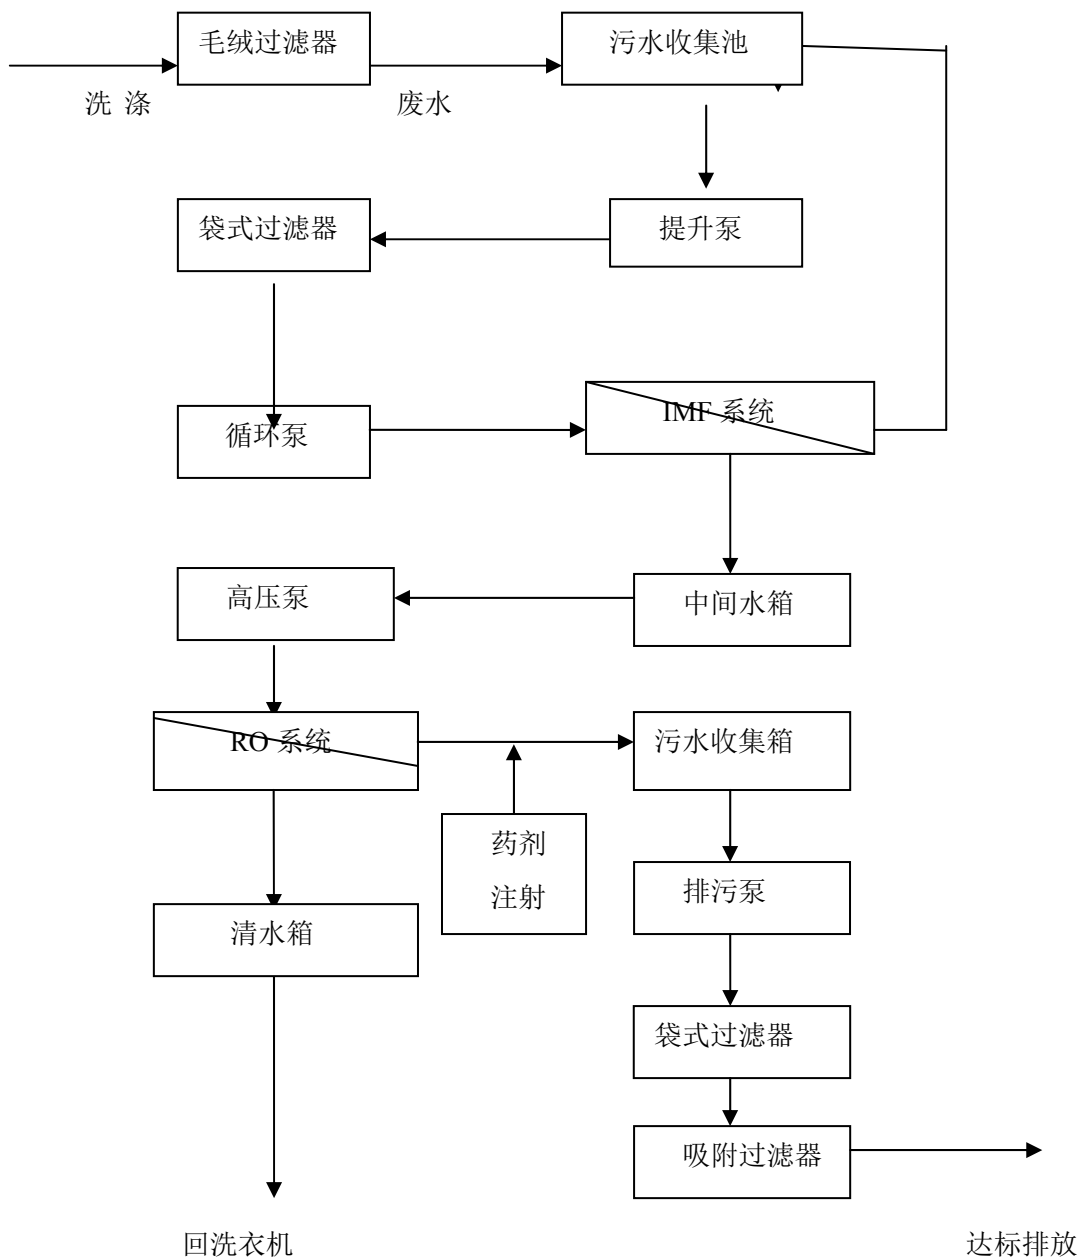 毛绒过滤器
污水收集池
洗 涤
废水
袋式过滤器
提升泵
循环泵
IMF 系统
高压泵
中间水箱
RO 系统
污水收集箱
药剂
注射
排污泵
清水箱
袋式过滤器
吸附过滤器
回洗衣机
达标排放